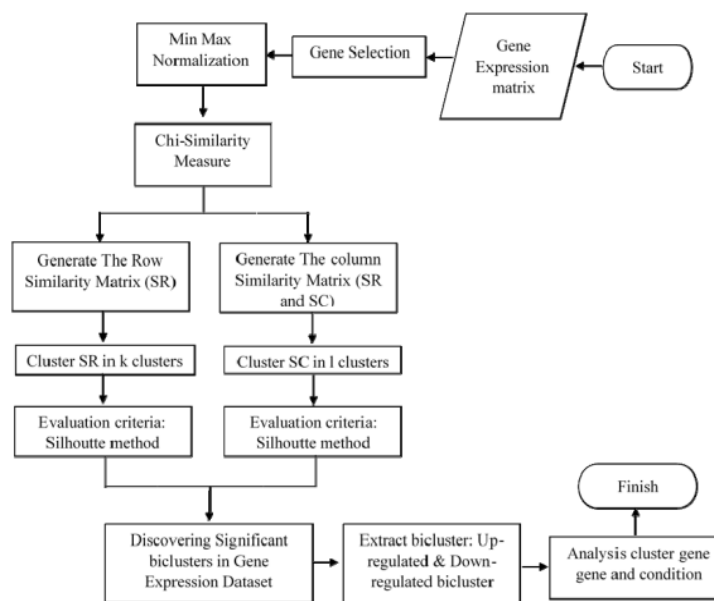 Start
Gene
Expression
matrix
Gene Selection
Min Max
Normalization
Chi-Similarity
Measure
Generate The Row
Similarity Matrix (SR)
Generate The column
Similarity Matrix (SR
and SC)
Cluster SR in k clusters
Cluster SC in l clusters
Evaluation criteria:
Silhoutte method
Evaluation criteria:
Silhoutte method
Discovering Significant
biclusters in Gene
Expression Dataset
Extract bicluster: Up-
regulated & Down-
regulated bicluster
Analysis cluster gene
gene and condition
Finish